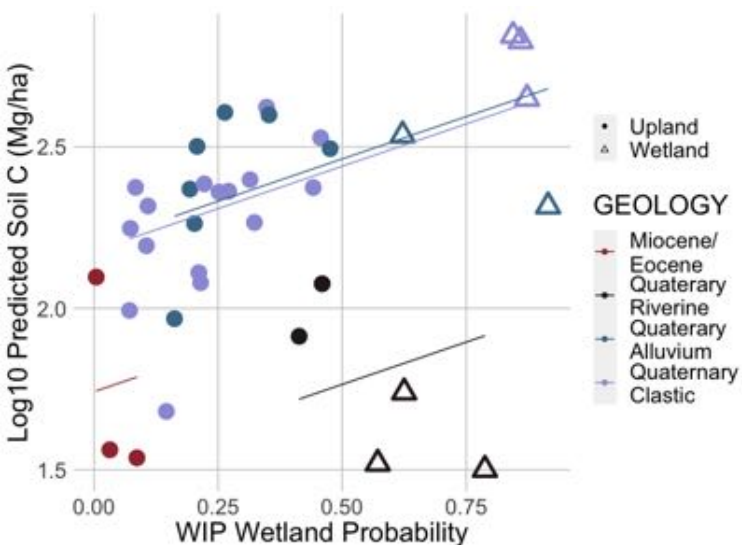 Log10 Predicted Soil C (Mg/ha)
2.5
2.0
1.5
0.00 0.25 0.50 0.75
WIP Wetland Probability
Upland
Wetland
GEOLOGY
Miocene/
Eocene
Quaterary
Riverine
Quaterary
Alluvium
Quaternary
Clastic